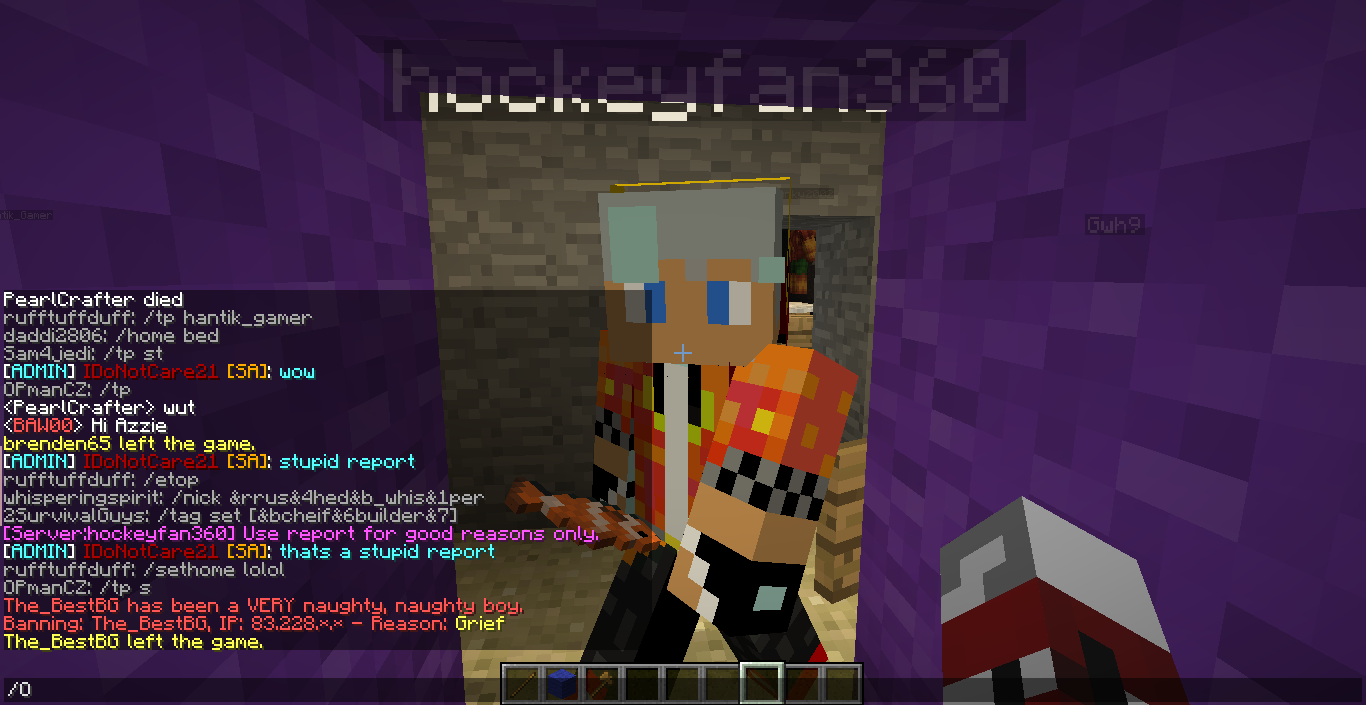 hockeyfan360
tik_Gamer
Gwh9
PearlCrafter died
rufftuffduff: /tp hantik_gamer
daddi2806: /home bed
Sam4jedi: /tp st
[ADMIN] IDoNotCare21 [SA]: wow
OPmanCZ: /tp
<PearlCrafter> wut
<BAW00> Hi Azzie
brenden65 left the game.
[ADMIN] IDoNotCare21 [SA]: stupid report
rufftuffduff: /etop
whisperingspirit: /nick &rrus&4hed&b_whis&1per
2SurvivalGuys: /tag set [&bcheif&6builder&7]
[Server:hockeyfan360] Use report for good reasons only.
[ADMIN] IDoNotCare21 [SA]: thats a stupid report
rufftuffduff: /sethome lolol
OPmanCZ: /tp s
The_BestBG has been a VERY naughty, naughty boy.
Banning: The_BestBG, IP: 83.228.x.x - Reason: Grief
The_BestBG left the game.
/O